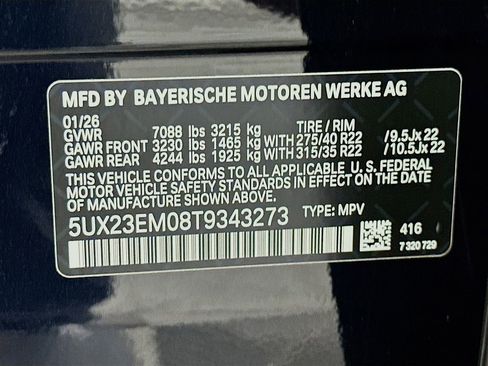 MFD BY BAYERISCHE MOTOREN WERKE AG
01/26
GVWR 7088 lbs 3215 kg TIRE / RIM
GAWR FRONT 3230 lbs 1465 kg WITH 275/40 R22 /9.5Jx22
GAWR REAR 4244 lbs 1925 kg WITH 315/35 R22 /10.5Jx22
THIS VEHICLE CONFORMS TO ALL APPLICABLE U. S. FEDERAL
MOTOR VEHICLE SAFETY STANDARDS IN EFFECT ON THE DATE
OF MANUFACTURE SHOWN ABOVE.
5UX23EM08T9343273 TYPE: MPV
416
7 320 729